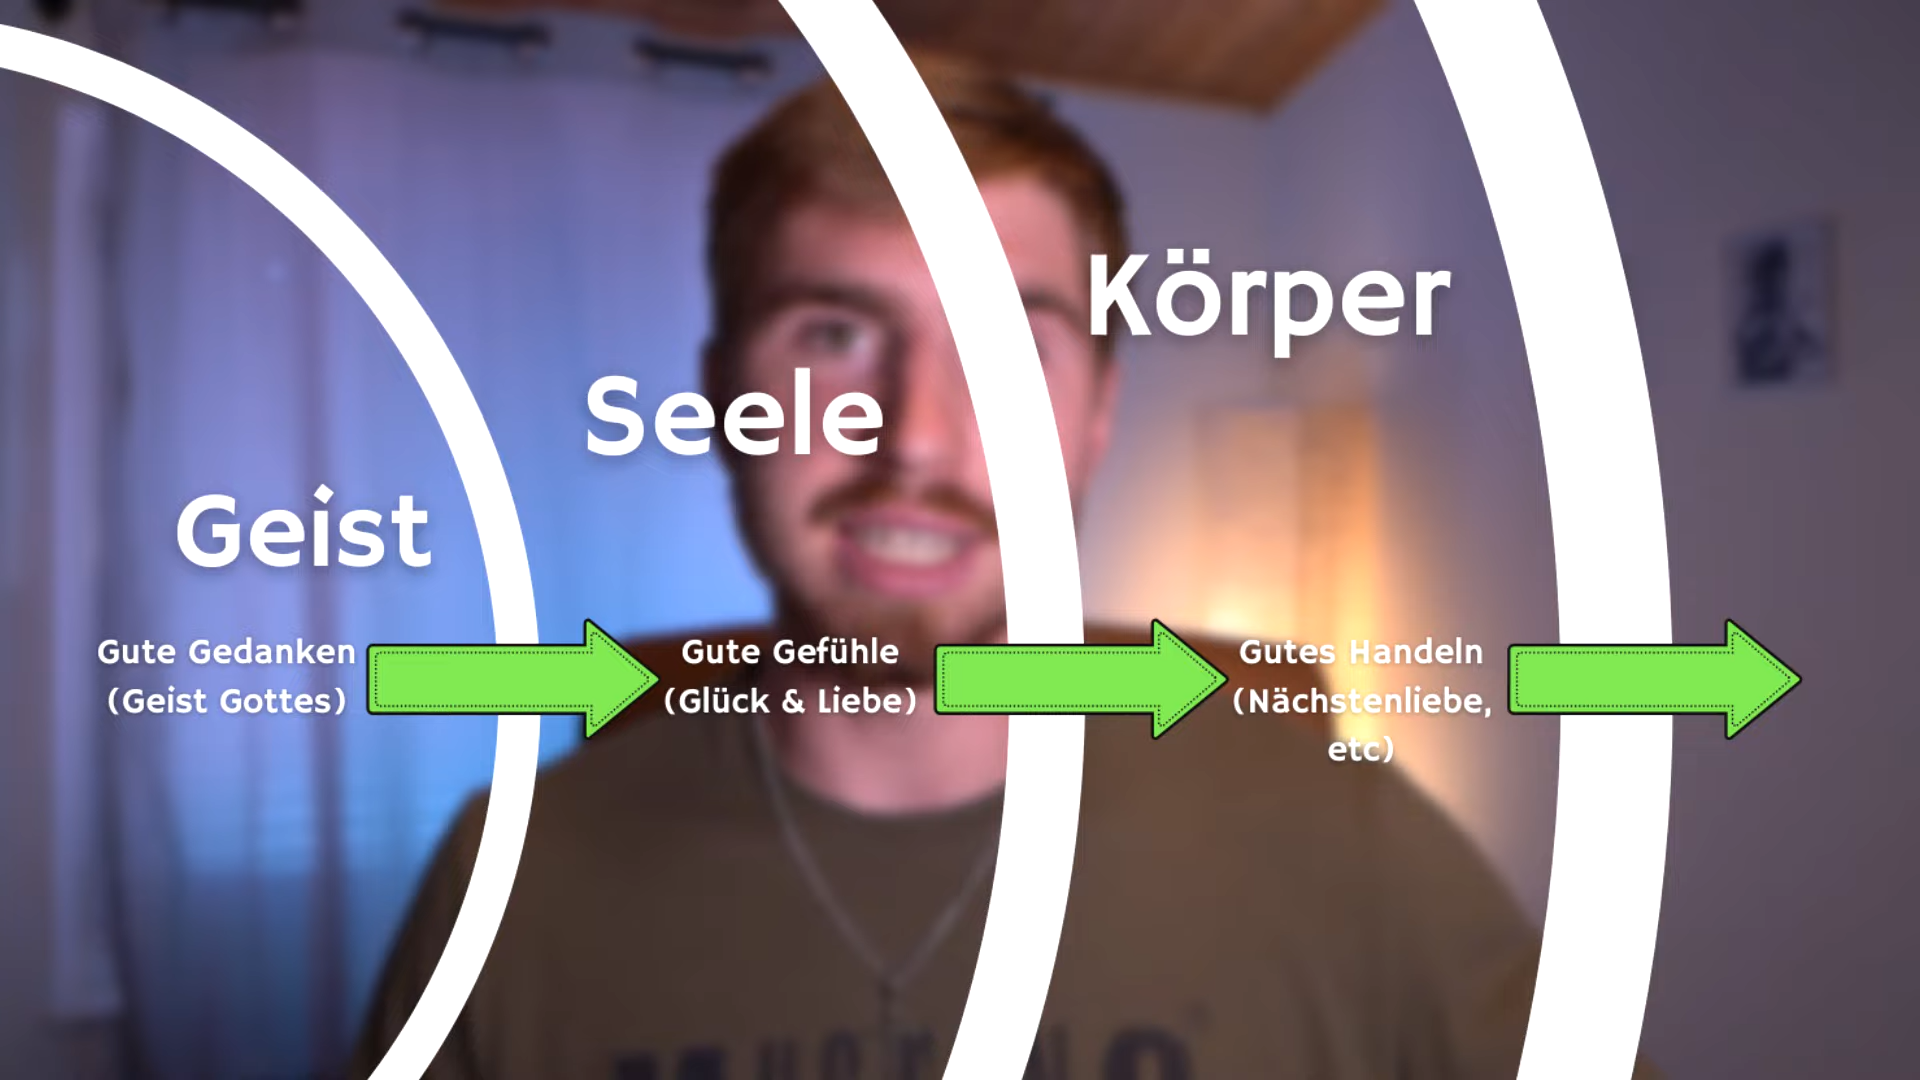 Körper
Seele
Geist
Gute Gedanken
(Geist Gottes)
Gute Gefühle
(Glück & Liebe)
Gutes Handeln
(Nächstenliebe,
etc)